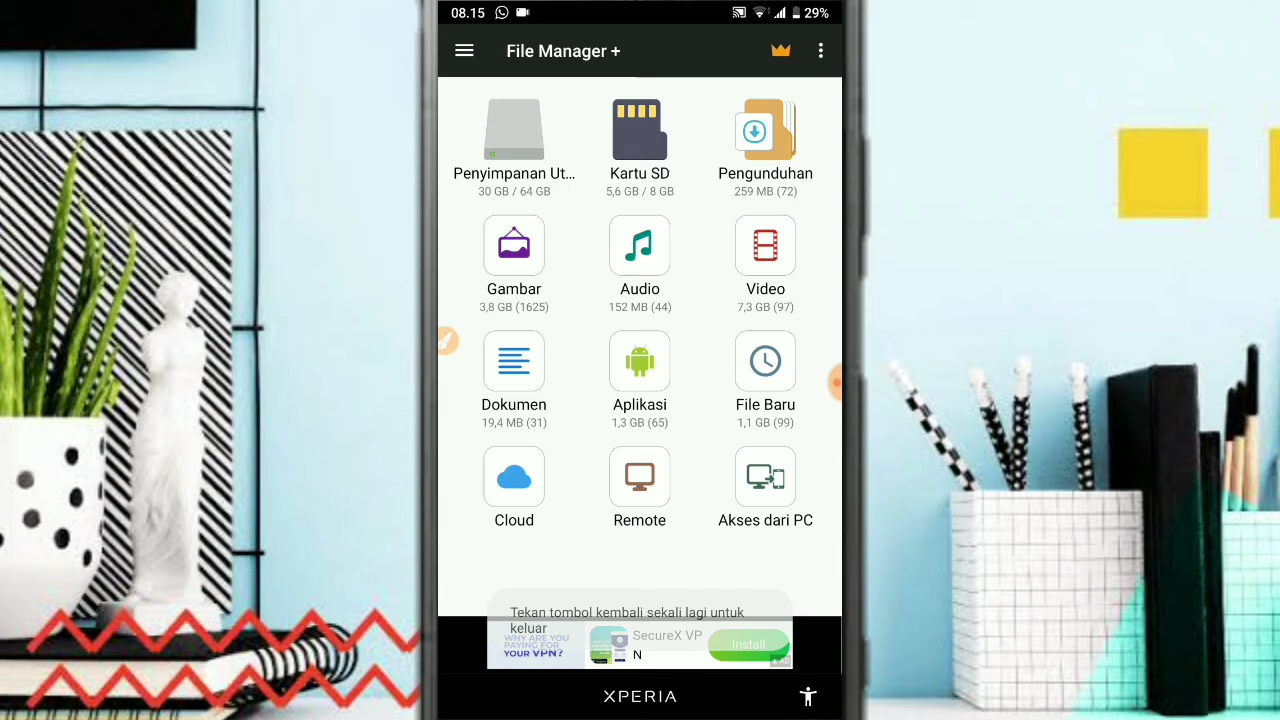 08.15
29%
File Manager +
Penyimpanan Ut...
Kartu SD
Pengunduhan
30 GB / 64 GB
5,6 GB / 8 GB
259 MB (72)
Gambar
Audio
Video
3,8 GB (1625)
152 MB (44)
7,3 GB (97)
Dokumen
Aplikasi
File Baru
19,4 MB (31)
1,3 GB (65)
1,1 GB (99)
Cloud
Remote
Akses dari PC
Tekan tombol kembali sekali lagi untuk
keluar
WHY ARE YOU
PAYING FOR
YOUR VPN?
SecureX VP
N
Install
XPERIA